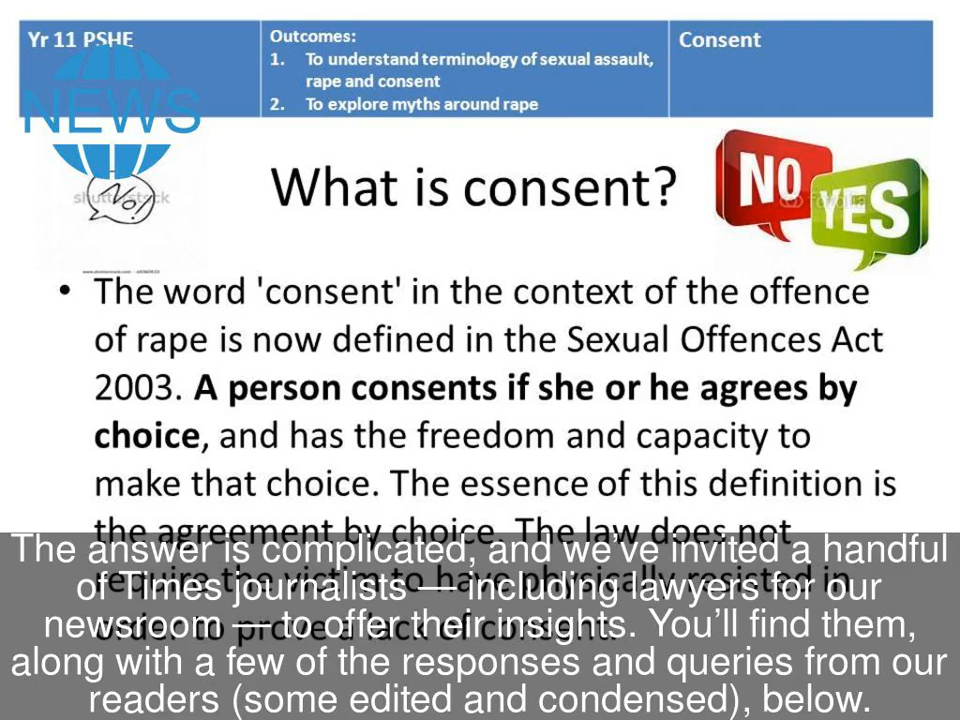 Yr 11 PSHE
Outcomes:
1. To understand terminology of sexual assault,
rape and consent
2. To explore myths around rape
Consent
NEWS
No!
shutterstock
What is consent?
NO
YES
fotolia
• The word 'consent' in the context of the offence
of rape is now defined in the Sexual Offences Act
2003. A person consents if she or he agrees by
choice, and has the freedom and capacity to
make that choice. The essence of this definition is
the agreement by choice. The law does not
require the victim to have physically resisted in
order to prove a lack of consent.
The answer is complicated, and we’ve invited a handful
of Times journalists — including lawyers for our
newsroom — to offer their insights. You’ll find them,
along with a few of the responses and queries from our
readers (some edited and condensed), below.